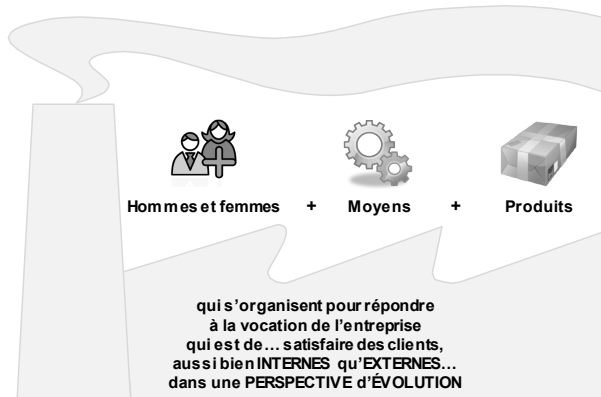 Hommes et femmes + Moyens + Produits
qui s'organisent pour répondre
à la vocation de l'entreprise
qui est de… satisfaire des clients,
aussi bien INTERNES qu'EXTERNES…
dans une PERSPECTIVE d'ÉVOLUTION